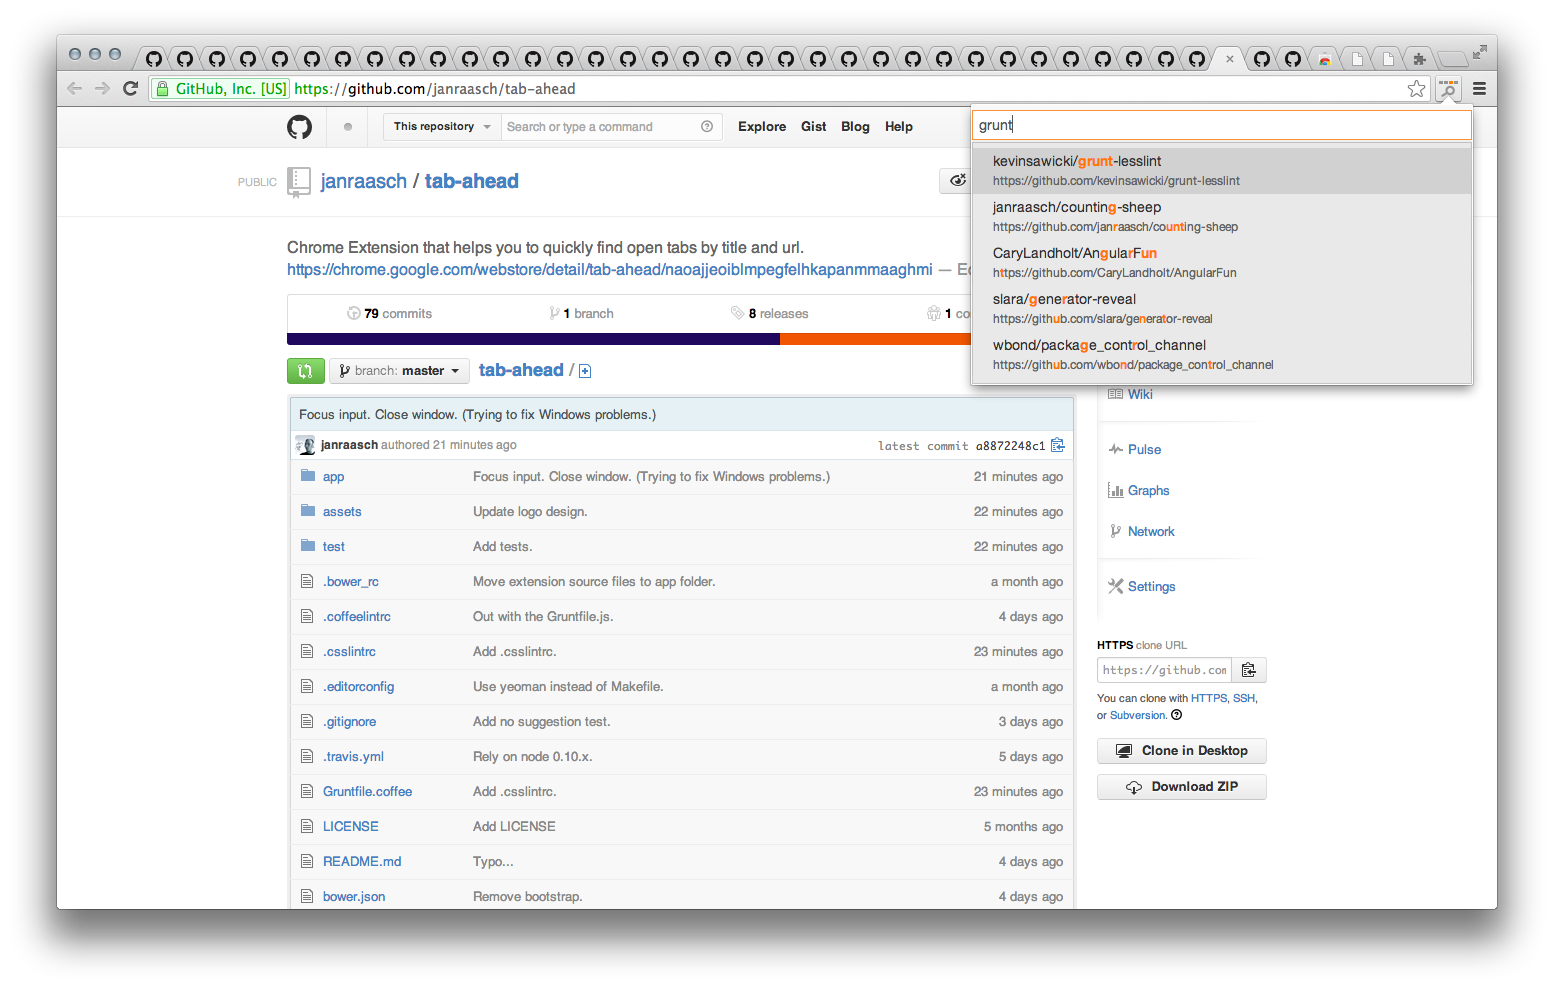 GitHub, Inc. [US] https://github.com/janraasch/tab-ahead
This repository Search or type a command Explore Gist Blog Help
grunt
kevinsawicki/grunt-lesslint
https://github.com/kevinsawicki/grunt-lesslint
janraasch/counting-sheep
https://github.com/janraasch/counting-sheep
CaryLandholt/AngularFun
https://github.com/CaryLandholt/AngularFun
slara/generator-reveal
https://github.com/slara/generator-reveal
wbond/package_control_channel
https://github.com/wbond/package_control_channel
PUBLIC janraasch / tab-ahead
Chrome Extension that helps you to quickly find open tabs by title and url.
https://chrome.google.com/webstore/detail/tab-ahead/naoajjeoiblmpegfelhkapanmmaaghmi —
79 commits 1 branch 8 releases 1
branch: master tab-ahead /
Focus input. Close window. (Trying to fix Windows problems.)
janraasch authored 21 minutes ago latest commit a8872248c1
app Focus input. Close window. (Trying to fix Windows problems.) 21 minutes ago
assets Update logo design. 22 minutes ago
test Add tests. 22 minutes ago
.bower_rc Move extension source files to app folder. a month ago
.coffeelintrc Out with the Gruntfile.js. 4 days ago
.csslintrc Add .csslintrc. 23 minutes ago
.editorconfig Use yeoman instead of Makefile. a month ago
.gitignore Add no suggestion test. 3 days ago
.travis.yml Rely on node 0.10.x. 5 days ago
Gruntfile.coffee Add .csslintrc. 23 minutes ago
LICENSE Add LICENSE 5 months ago
README.md Typo... 4 days ago
bower.json Remove bootstrap. 4 days ago
Wiki
Pulse
Graphs
Network
Settings
HTTPS clone URL
https://github.com
You can clone with HTTPS, SSH,
or Subversion.
Clone in Desktop
Download ZIP